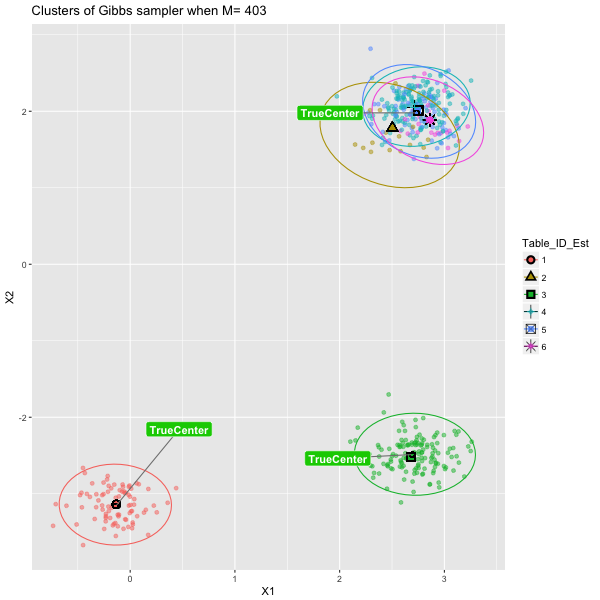 Clusters of Gibbs sampler when M= 403
TrueCenter
TrueCenter
TrueCenter
2
0
-2
X2
0
1
2
3
X1
Table_ID_Est
1
2
3
4
5
6